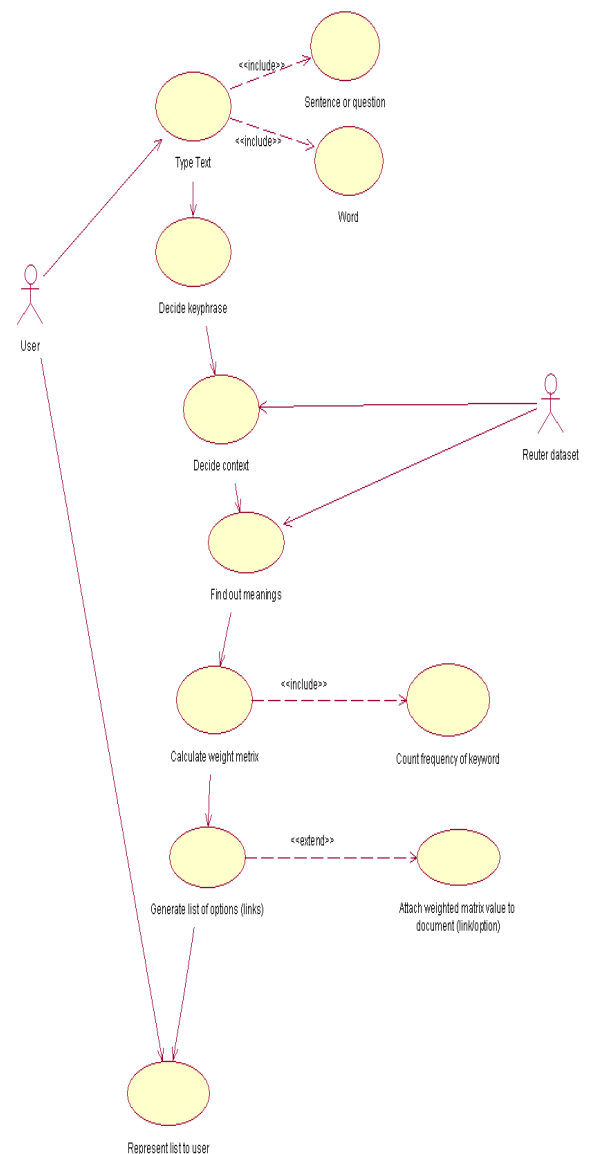 <<include>>
Sentence or question
<<include>>
Type Text
Word
Decide keyphrase
User
Reuter dataset
Decide context
Find out meanings
<<include>>
Calculate weight metrix
Count frequency of keyword
<<extend>>
Generate list of options (links)
Attach weighted matrix value to
document (link/option)
Represent list to user